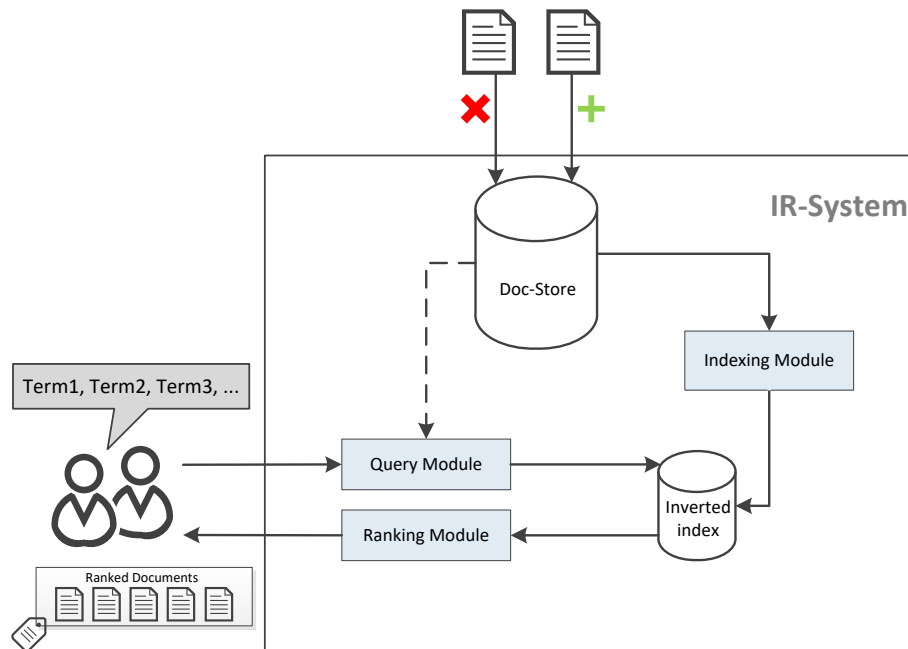 IR-System
Doc-Store
Indexing Module
Term1, Term2, Term3, ...
Query Module
Inverted
index
Ranking Module
Ranked Documents